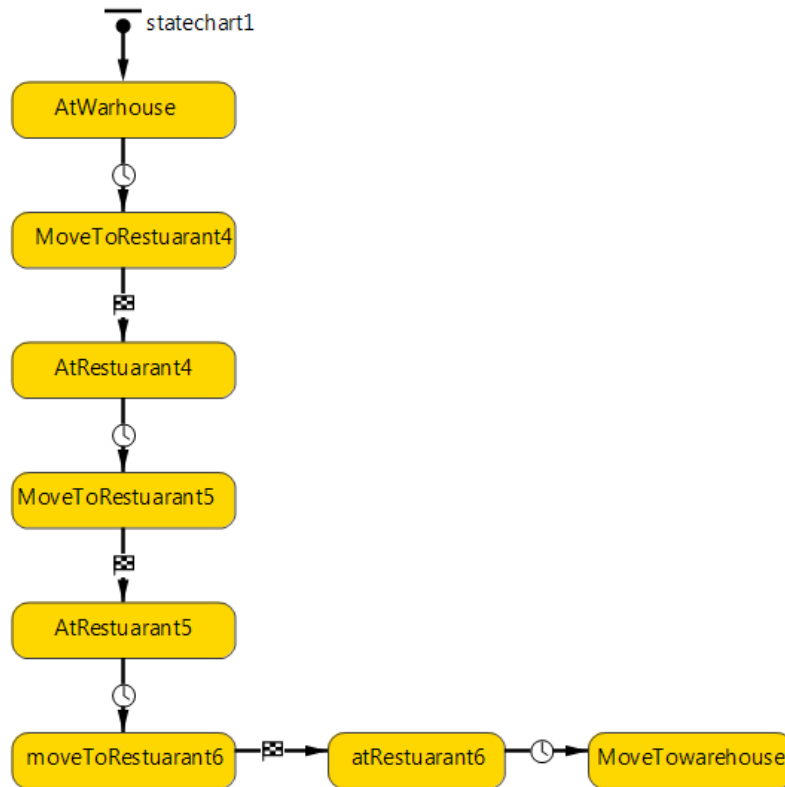 statechart1
AtWarhouse
MoveToRestuarant4
AtRestuarant4
MoveToRestuarant5
AtRestuarant5
moveToRestuarant6
atRestuarant6
MoveTowarehouse